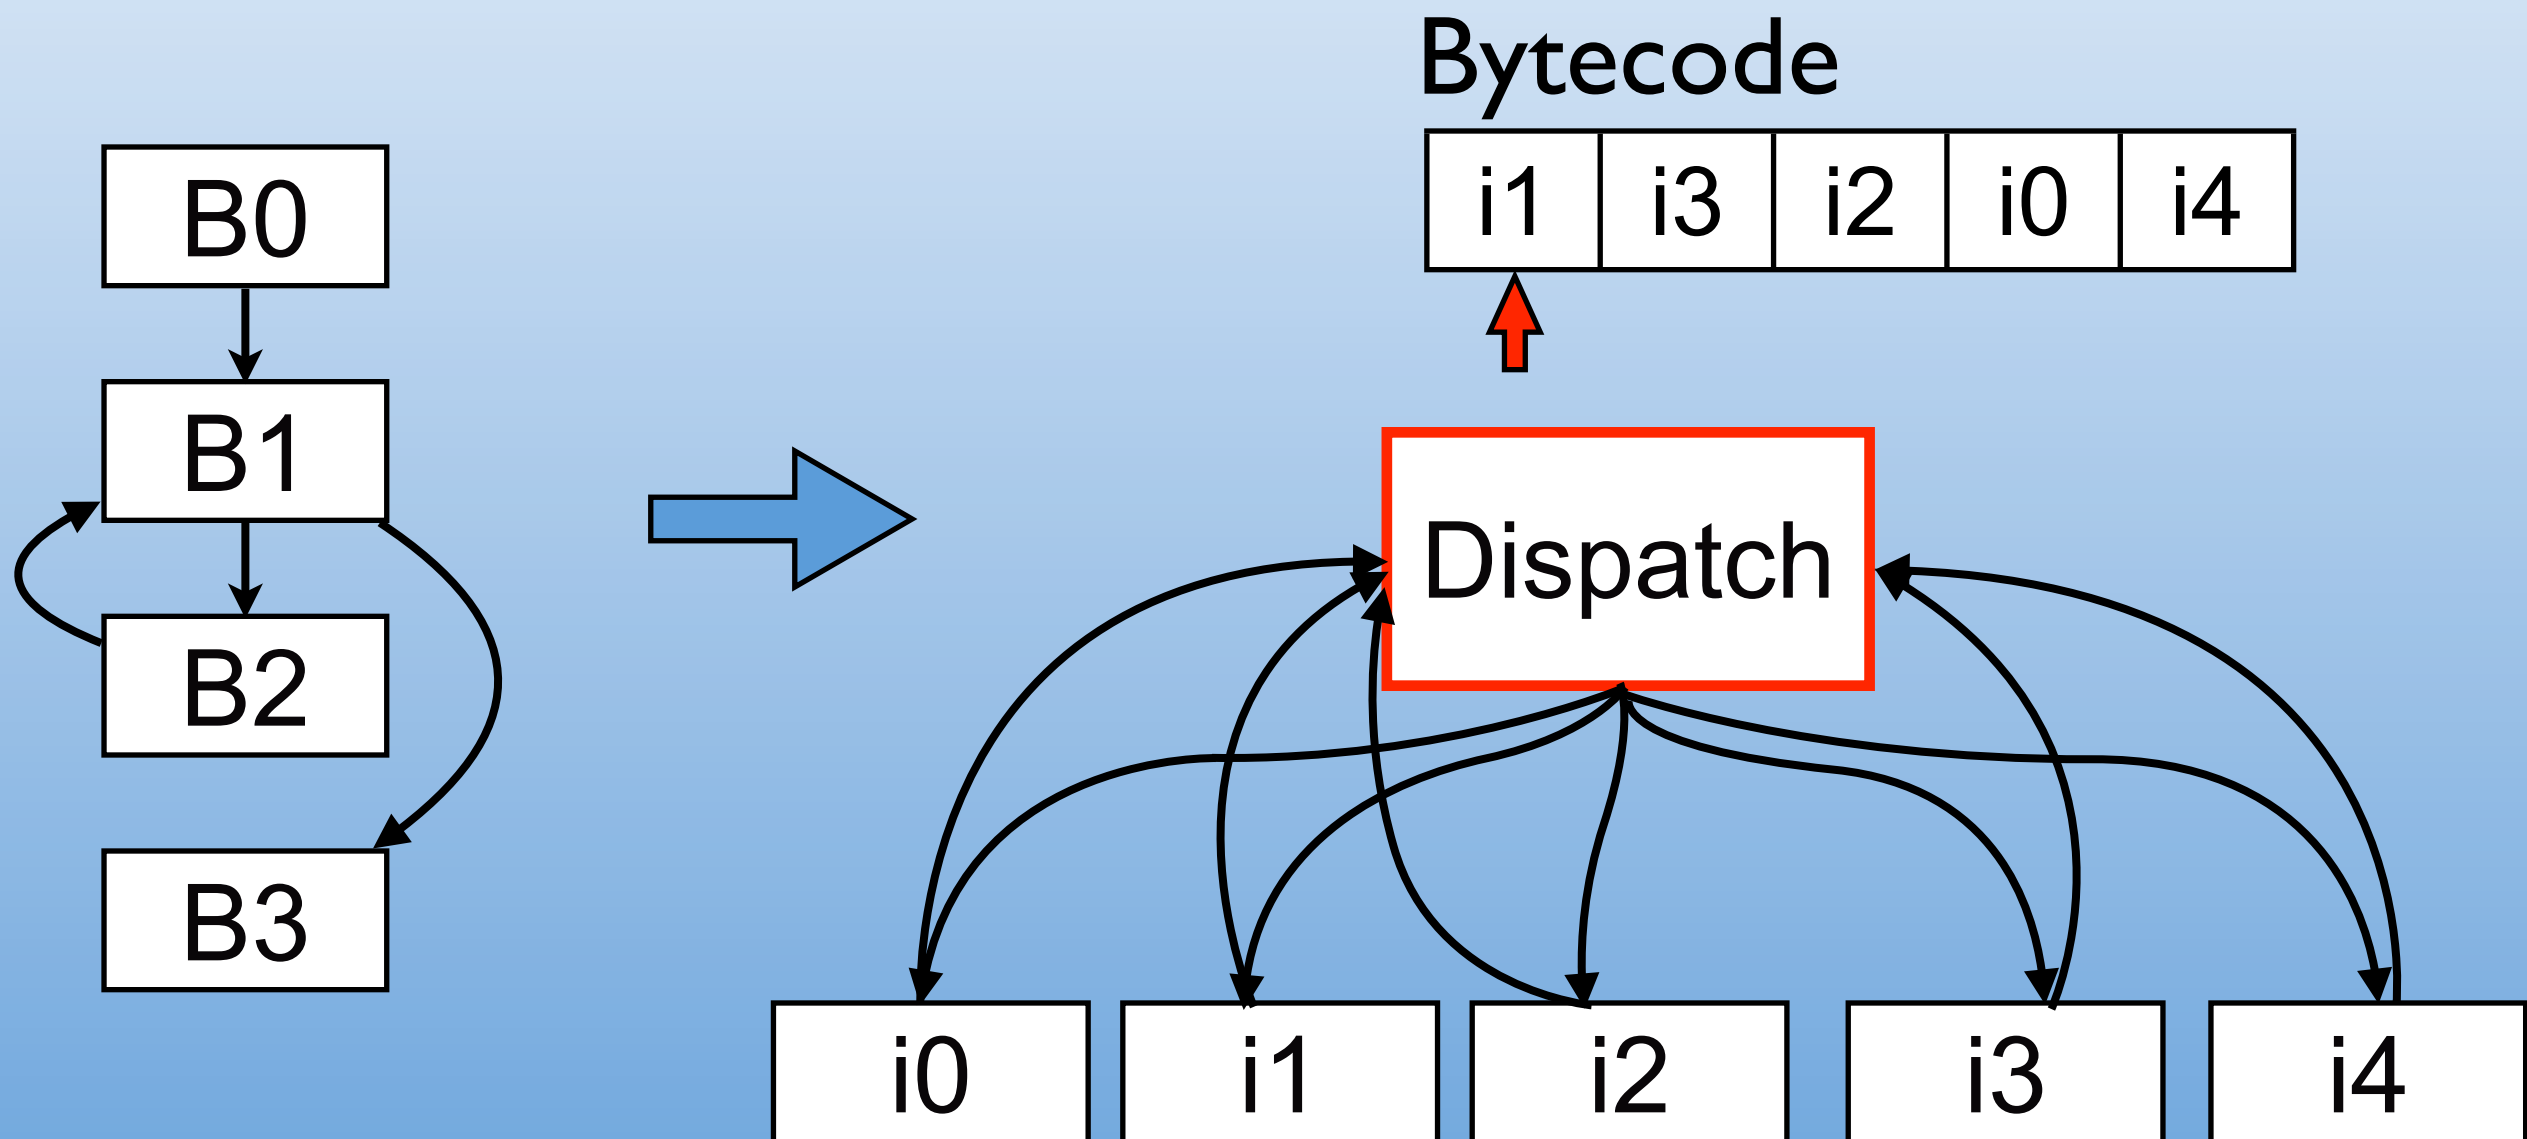 Bytecode
i1 i3 i2 i0 i4
B0
B1
B2
B3
Dispatch
i0 i1 i2 i3 i4